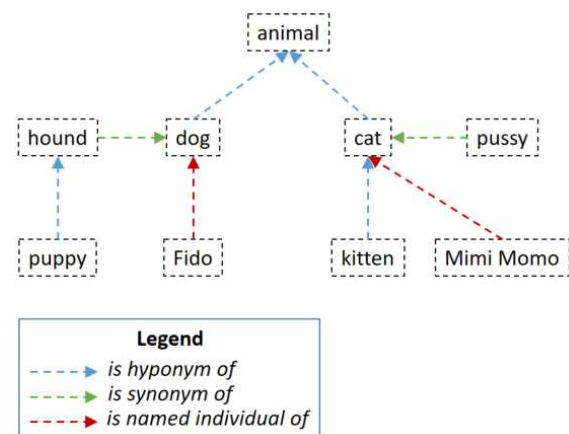 animal
hound
dog
cat
pussy
puppy
Fido
kitten
Mimi Momo
Legend
is hyponym of
is synonym of
is named individual of